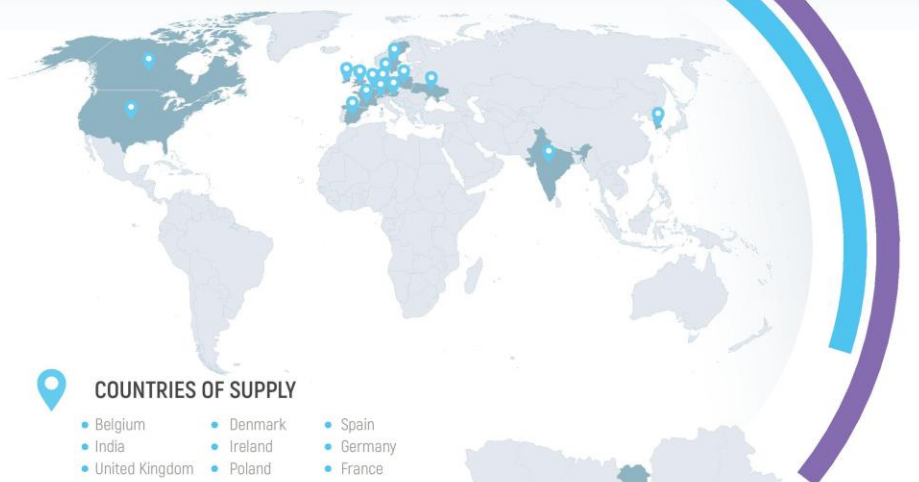 COUNTRIES OF SUPPLY
Belgium
India
United Kingdom
Denmark
Ireland
Poland
Spain
Germany
France